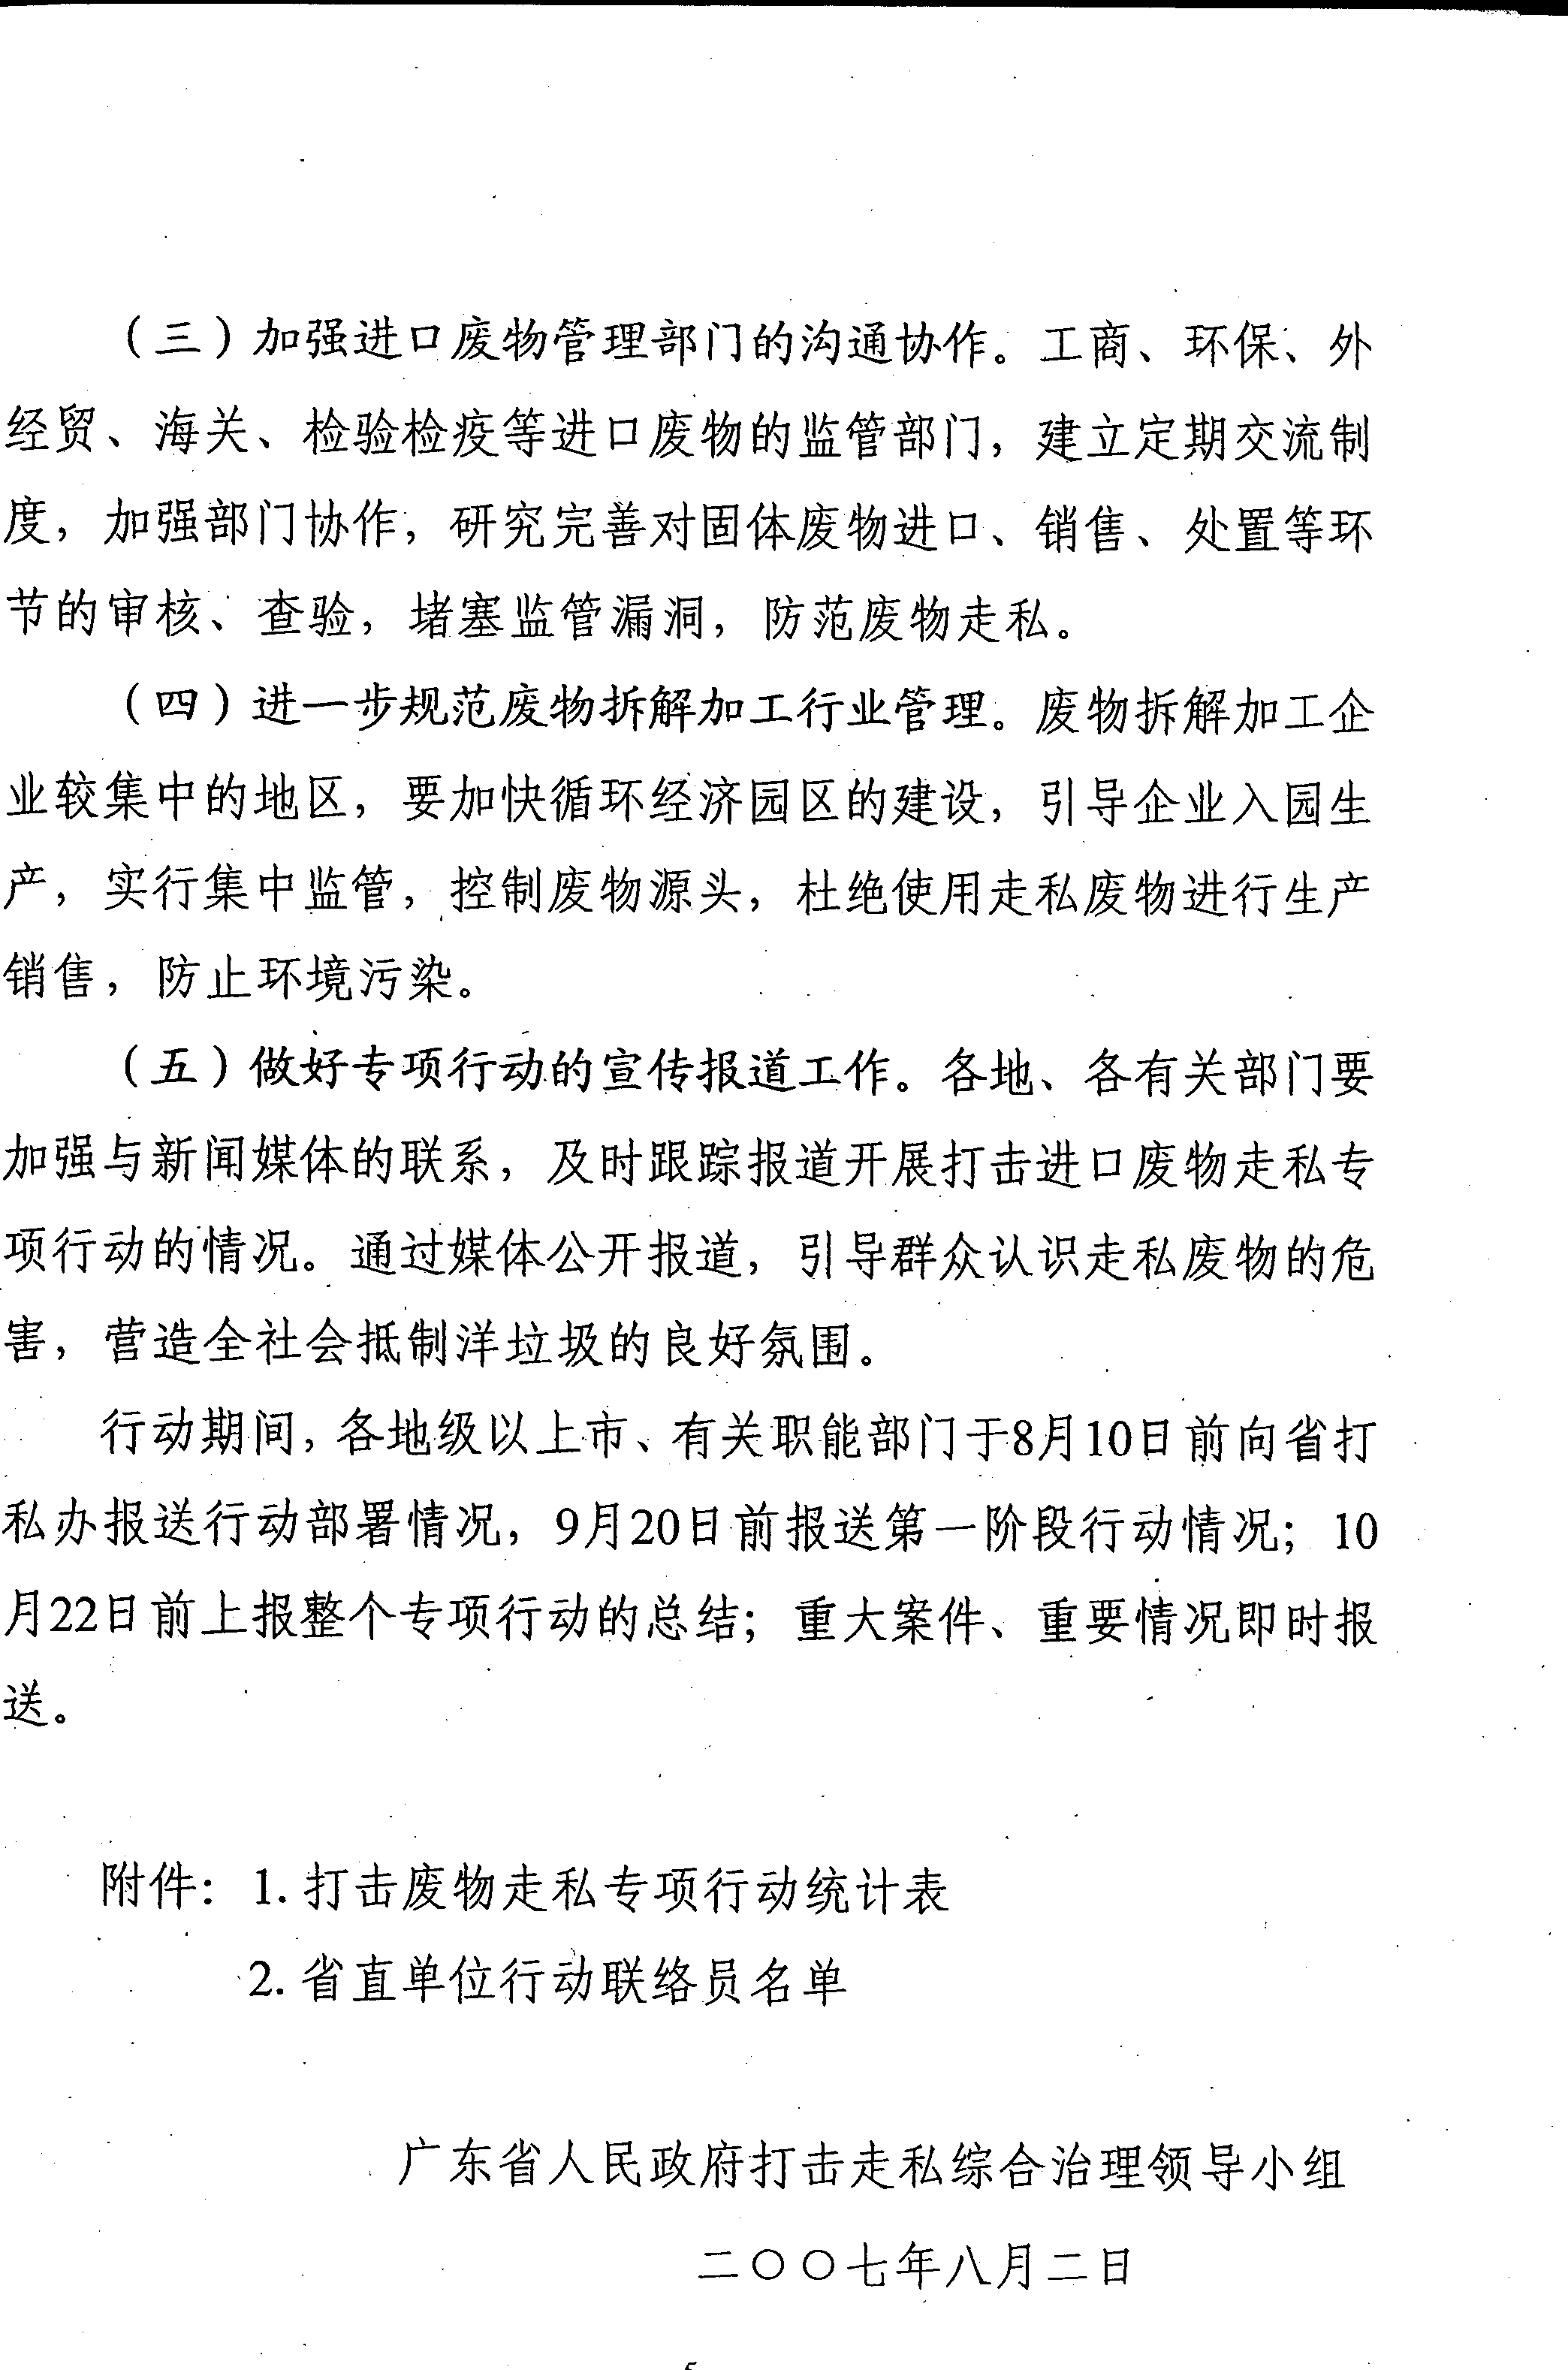 （三）加强进口废物管理部门的沟通协作。工商、环保、外
经贸、海关、检验检疫等进口废物的监管部门，建立定期交流制
度，加强部门协作，研究完善对固体废物进口、销售、处置等环
节的审核、查验，堵塞监管漏洞，防范废物走私。
（四）进一步规范废物拆解加工行业管理。废物拆解加工企
业较集中的地区，要加快循环经济园区的建设，引导企业入园生
产，实行集中监管，控制废物源头，杜绝使用走私废物进行生产
销售，防止环境污染。
（五）做好专项行动的宣传报道工作。各地、各有关部门要
加强与新闻媒体的联系，及时跟踪报道开展打击进口废物走私专
项行动的情况。通过媒体公开报道，引导群众认识走私废物的危
害，营造全社会抵制洋垃圾的良好氛围。
行动期间，各地级以上市、有关职能部门于8月10日前向省打
私办报送行动部署情况，9月20日前报送第一阶段行动情况；10
月22日前上报整个专项行动的总结；重大案件、重要情况即时报
送。
附件：1. 打击废物走私专项行动统计表
2. 省直单位行动联络员名单
广东省人民政府打击走私综合治理领导小组
二〇〇七年八月二日